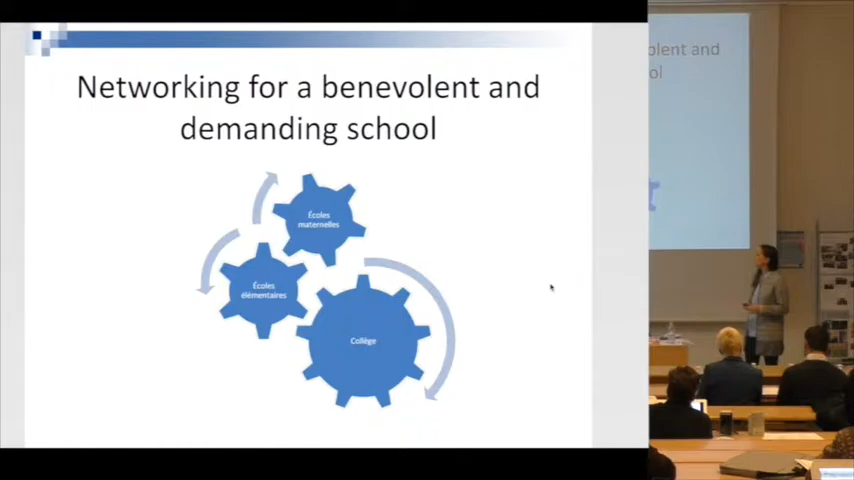 Networking for a benevolent and
demanding school
Écoles
maternelles
Écoles
élémentaires
Collège
olent and
ol